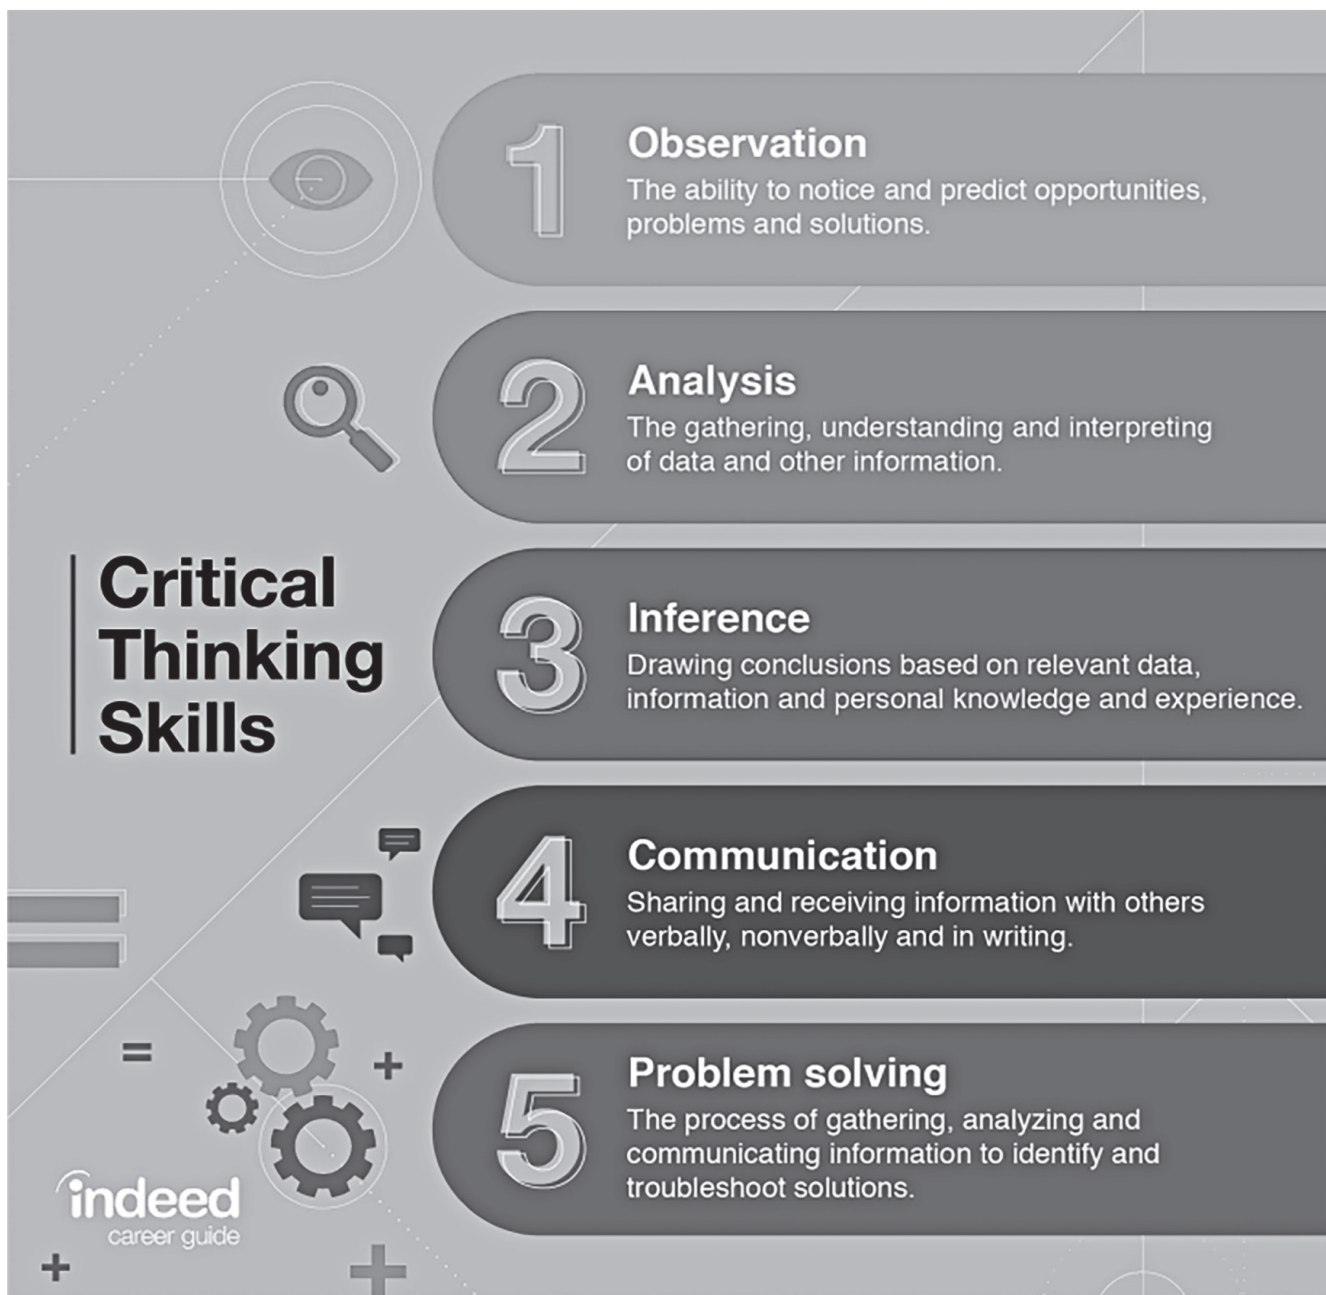 Critical
Thinking
Skills
1
Observation
The ability to notice and predict opportunities,
problems and solutions.
2
Analysis
The gathering, understanding and interpreting
of data and other information.
3
Inference
Drawing conclusions based on relevant data,
information and personal knowledge and experience.
4
Communication
Sharing and receiving information with others
verbally, nonverbally and in writing.
5
Problem solving
The process of gathering, analyzing and
communicating information to identify and
troubleshoot solutions.
indeed
career guide